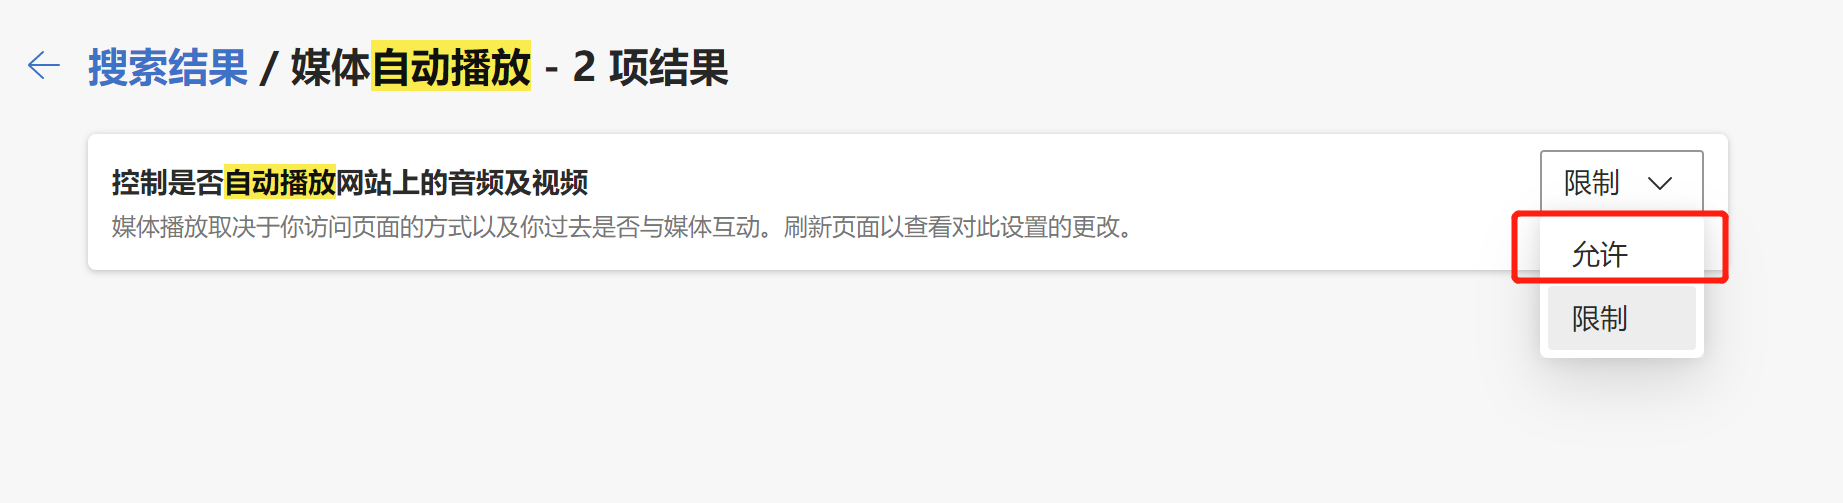 搜索结果 / 媒体自动播放 - 2 项结果
控制是否自动播放网站上的音频及视频
限制
媒体播放取决于你访问页面的方式以及你过去是否与媒体互动。刷新页面以查看对此设置的更改。
允许
限制